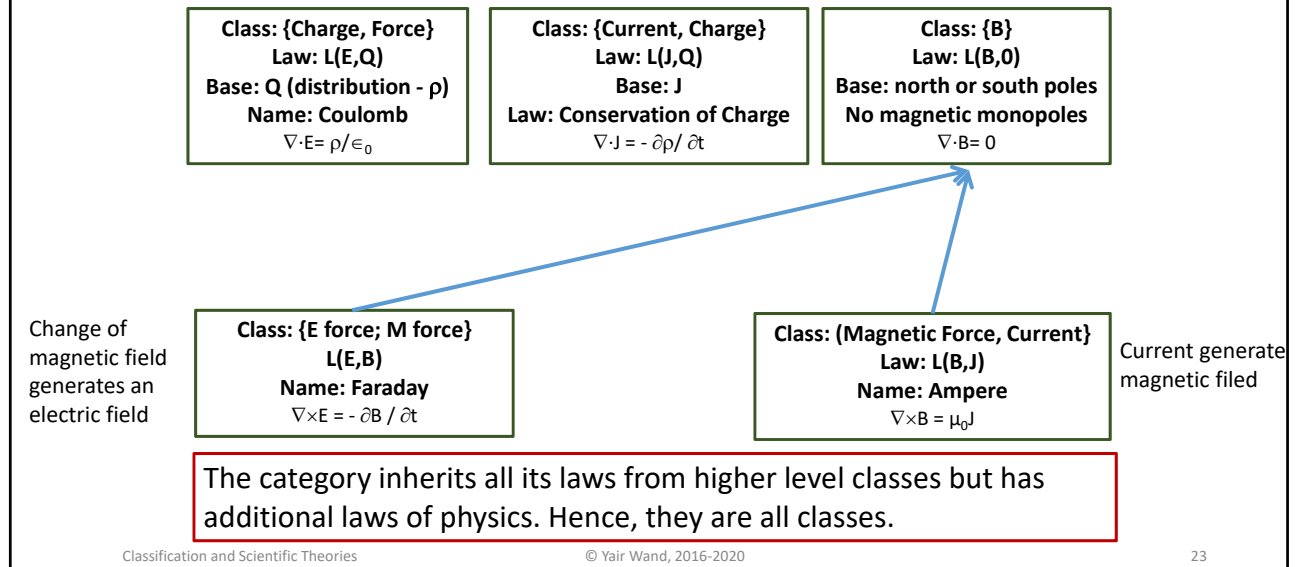 Class: {Charge, Force}
Law: L(E,Q)
Base: Q (distribution - ρ)
Name: Coulomb
∇·E= ρ/∈₀
Class: {Current, Charge}
Law: L(J,Q)
Base: J
Law: Conservation of Charge
∇·J = - ∂ρ/ ∂t
Class: {B}
Law: L(B,0)
Base: north or south poles
No magnetic monopoles
∇·B= 0
Change of
magnetic field
generates an
electric field
Class: {E force; M force}
L(E,B)
Name: Faraday
∇×E = - ∂B / ∂t
Class: (Magnetic Force, Current}
Law: L(B,J)
Name: Ampere
∇×B = µ₀J
Current generate
magnetic filed
The category inherits all its laws from higher level classes but has
additional laws of physics. Hence, they are all classes.
Classification and Scientific Theories
© Yair Wand, 2016-2020
23